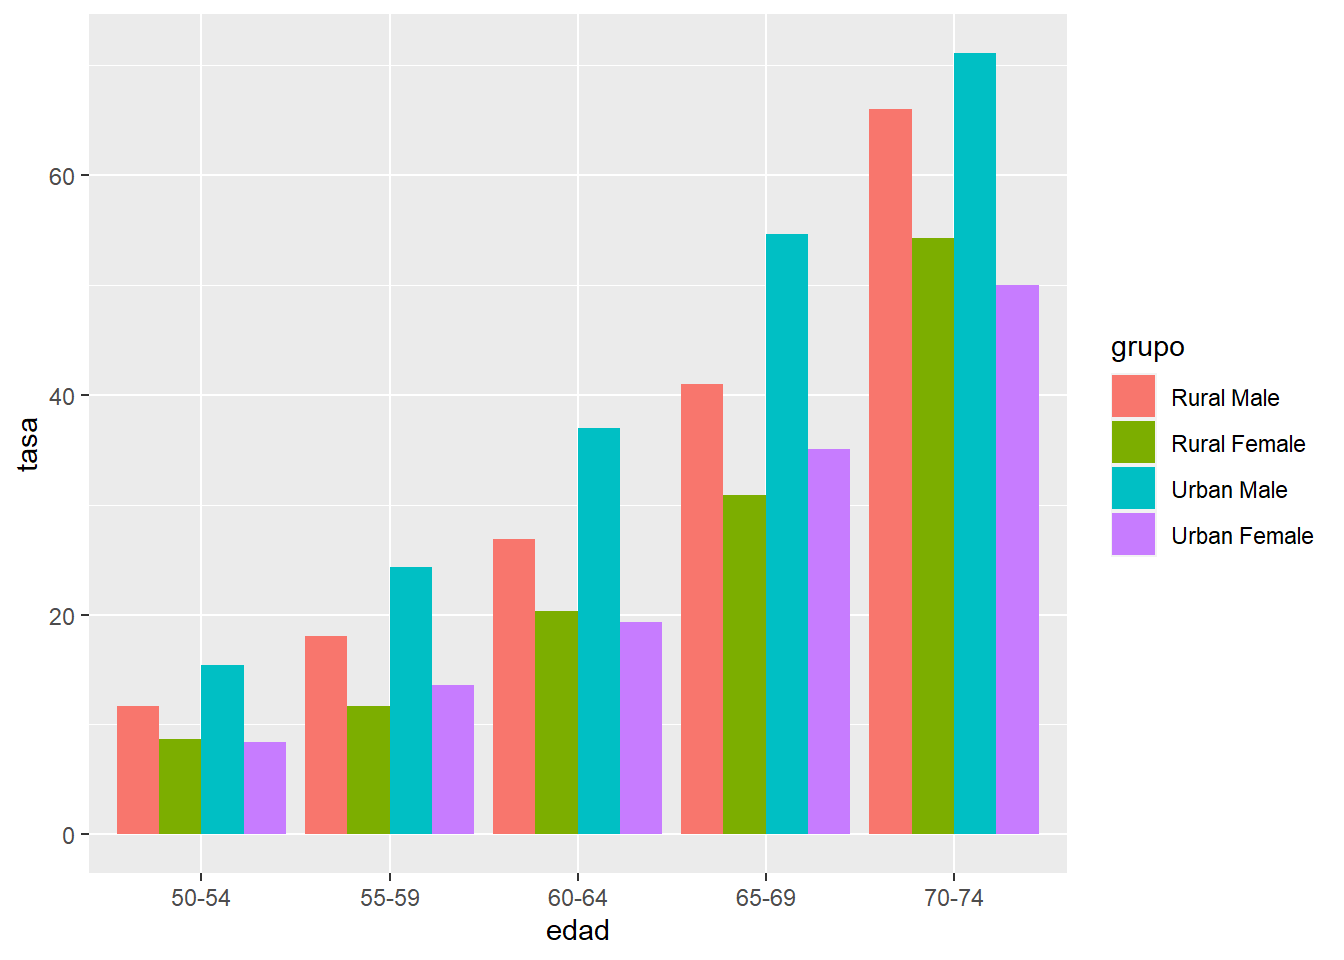 tasa
60
40
20
0
50-54
55-59
60-64
65-69
70-74
edad
grupo
Rural Male
Rural Female
Urban Male
Urban Female